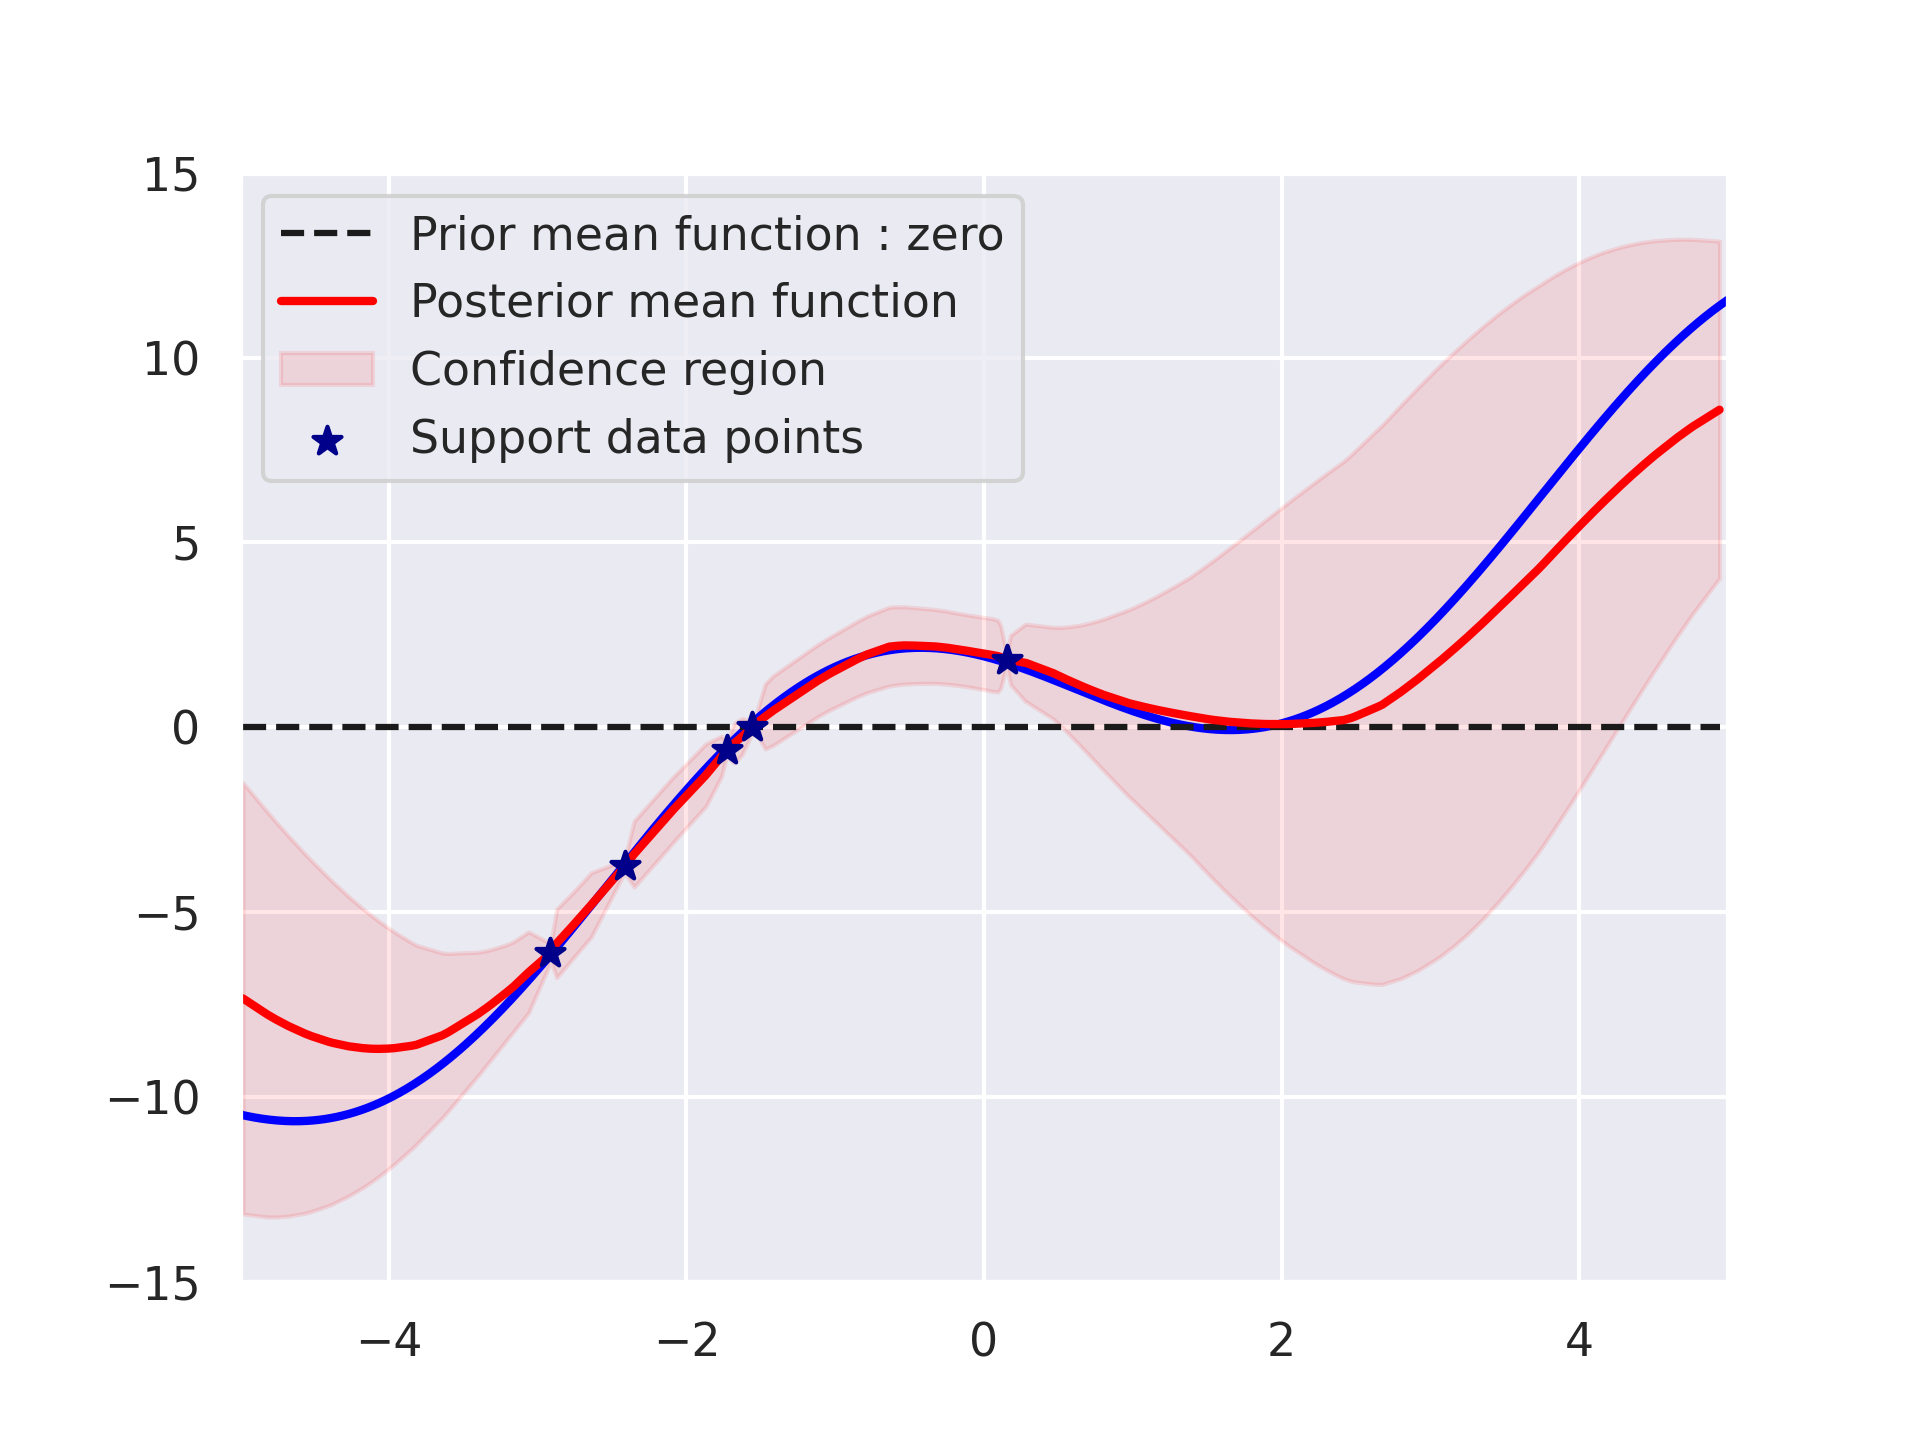 15
10
5
0
−5
−10
−15
Prior mean function : zero
Posterior mean function
Confidence region
Support data points
−4 −2 0 2 4